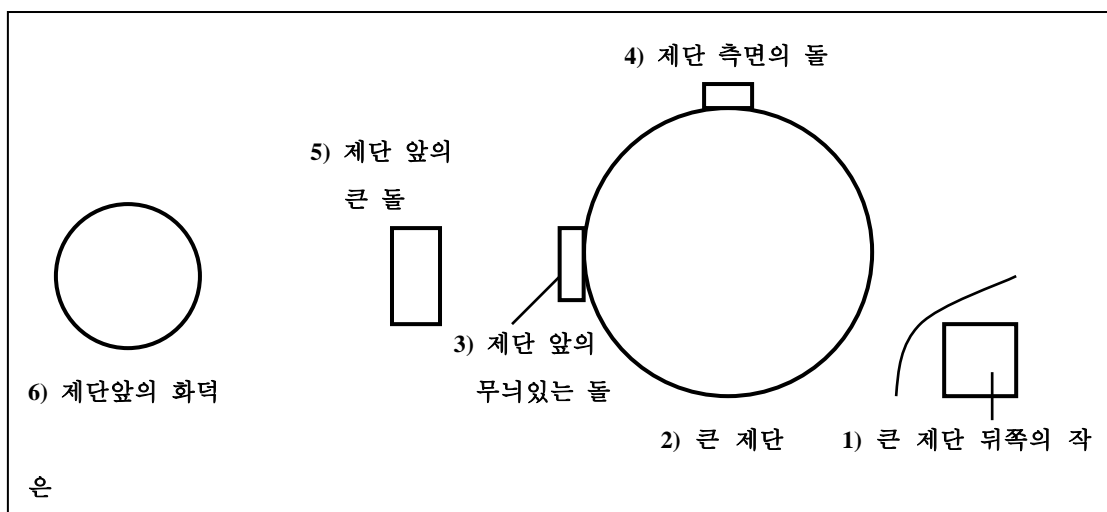 4) 제단 측면의 돌
5) 제단 앞의
큰 돌
3) 제단 앞의
무늬있는 돌
6) 제단앞의 화덕
2) 큰 제단
1) 큰 제단 뒤쪽의 작
은